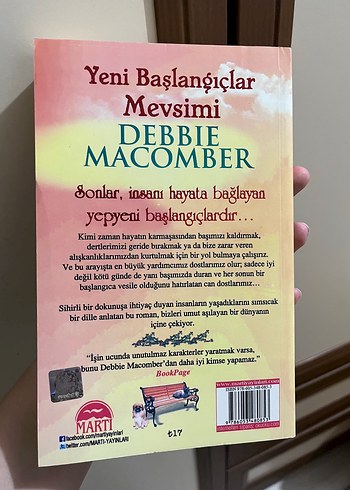 Yeni Başlangıçlar
Mevsimi
DEBBIE
MACOMBER
Sonlar, insanı hayata bağlayan
yepyeni başlangıçlardır...
Kimi zaman hayatın karmaşasından başımızı kaldırmak,
dertlerimizi geride bırakmak ya da bize zarar veren
alışkanlıklarımızdan kurtulmak için bir yol bulmaya çalışırız.
Ve bu arayışta en büyük yardımcımız dostlarımız olur; sadece iyi
değil kötü günde de yanı başımızda duran ve her sonun bir
başlangıca vesile olduğunu hatırlatan can dostlarımız...
Sihirli bir dokunuşa ihtiyaç duyan insanların yaşadıklarını sımsıcak
bir dille anlatan bu roman, bizleri umut aşılayan bir dünyanın
içine çekiyor.
"İşin ucunda unutulmaz karakterler yaratmak varsa,
bunu Debbie Macomber'dan daha iyi kimse yapamaz."
BookPage
MARTI
facebook.com/martiyayinlari
twitter.com/MARTI-YAYINLARI
₺17
www.martiyayinlari.com